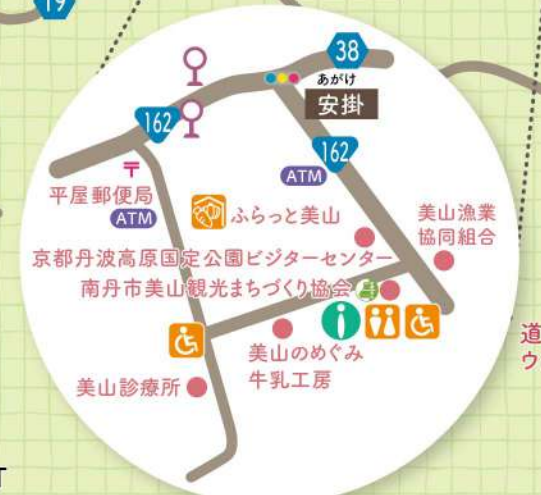 19
38
あがけ
安掛
162
162
〒
ATM
平屋郵便局
ATM
ふらっと美山
美山漁業
協同組合
京都丹波高原国定公園ビジターセンター
南丹市美山観光まちづくり協会
美山のめぐみ
牛乳工房
美山診療所
道
ウ